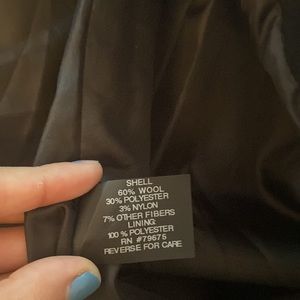 SHELL
60% WOOL
30% POLYESTER
3% NYLON
7% OTHER FIBERS
LINING:
100 % POLYESTER
RN #79675
REVERSE FOR CARE